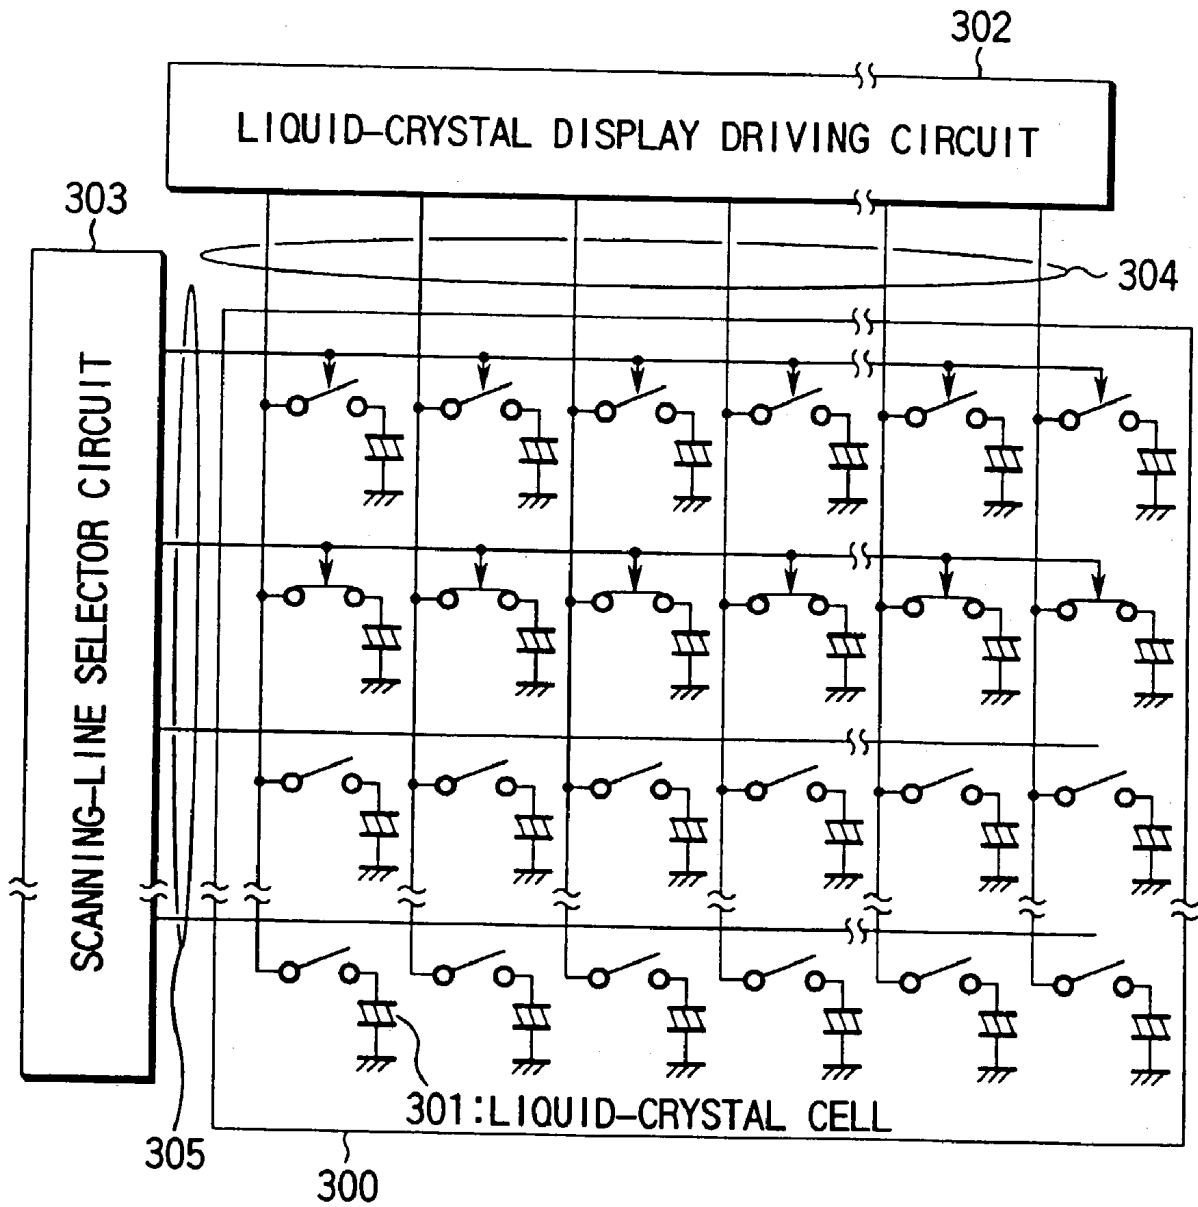 302
LIQUID-CRYSTAL DISPLAY DRIVING CIRCUIT
303
304
SCANNING-LINE SELECTOR CIRCUIT
301:LIQUID-CRYSTAL CELL
305
300